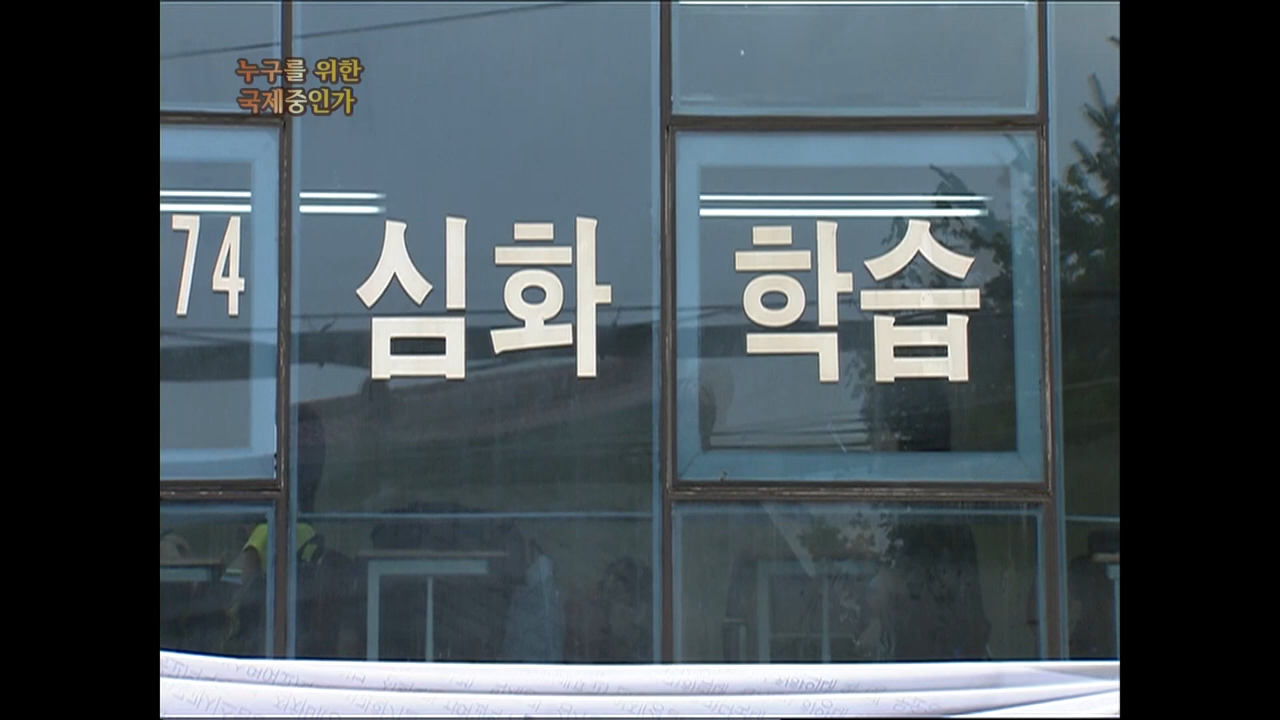 누구를 위한
국제중인가
74 심화 학습